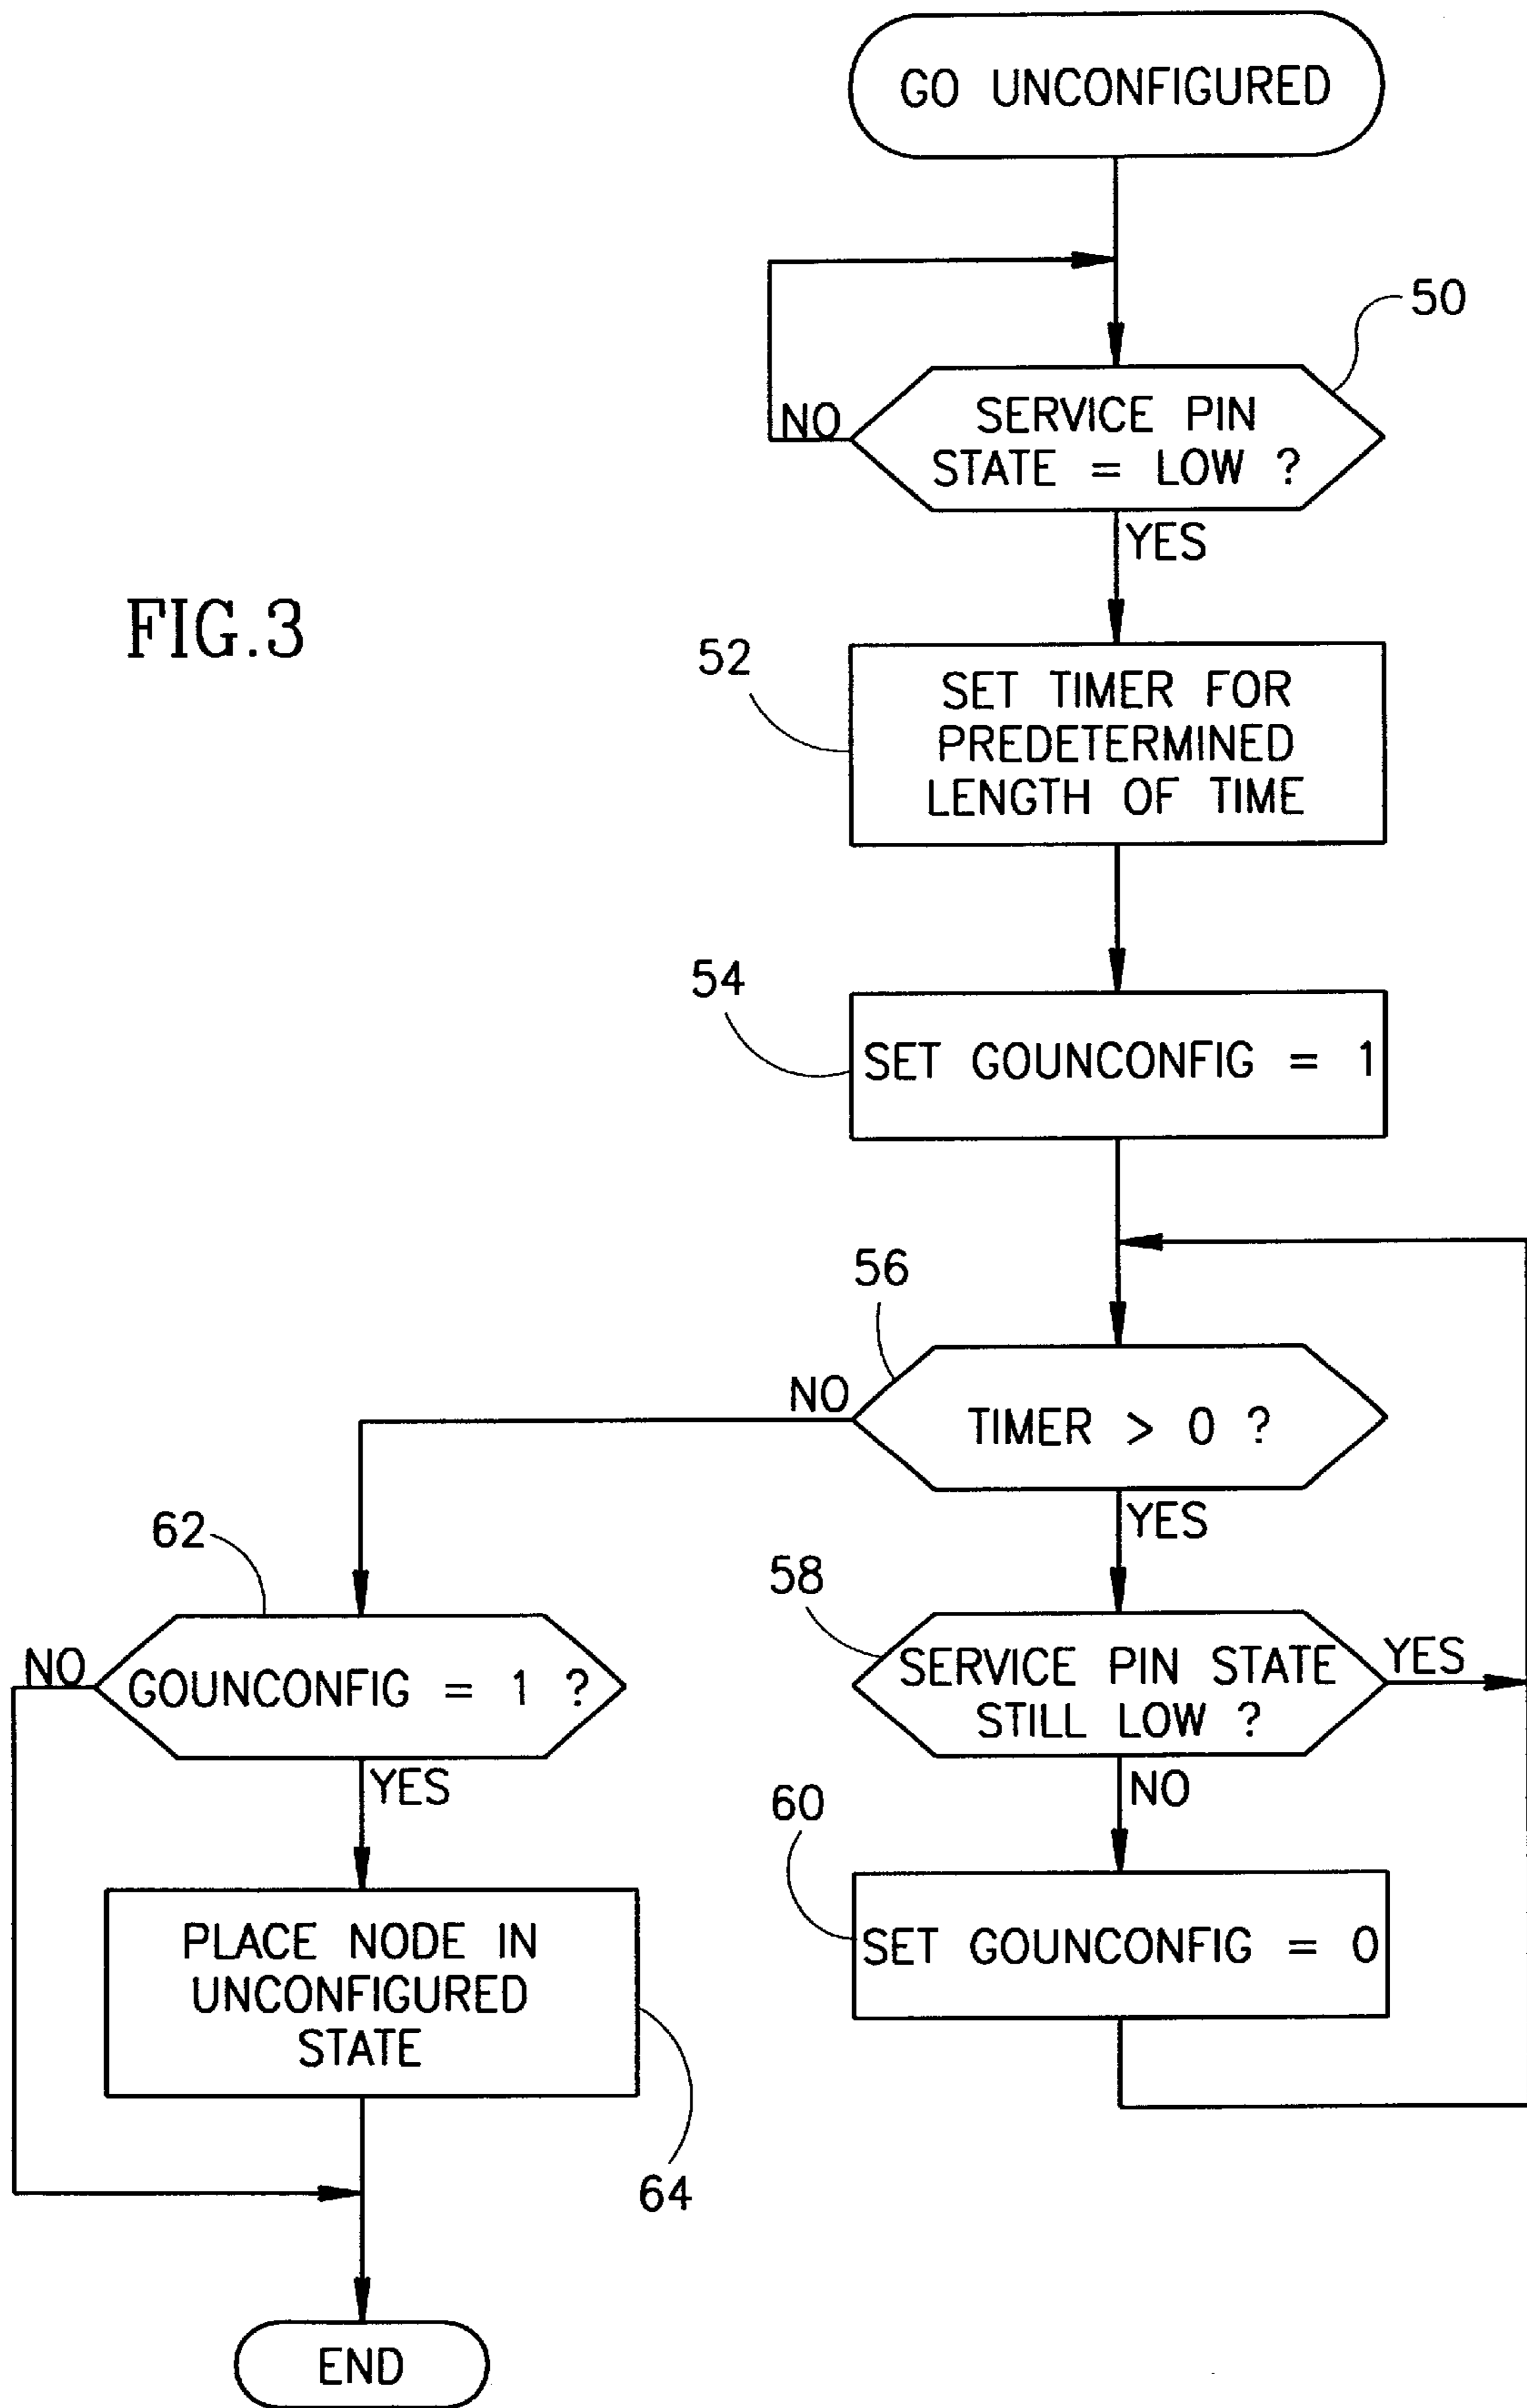 GO UNCONFIGURED
50
NO
SERVICE PIN
STATE = LOW ?
YES
FIG.3
52
SET TIMER FOR
PREDETERMINED
LENGTH OF TIME
54
SET GOUNCONFIG = 1
56
NO
TIMER > 0 ?
YES
62
58
NO
GOUNCONFIG = 1 ?
SERVICE PIN STATE
STILL LOW ?
YES
YES
NO
60
PLACE NODE IN
UNCONFIGURED
STATE
SET GOUNCONFIG = 0
64
END